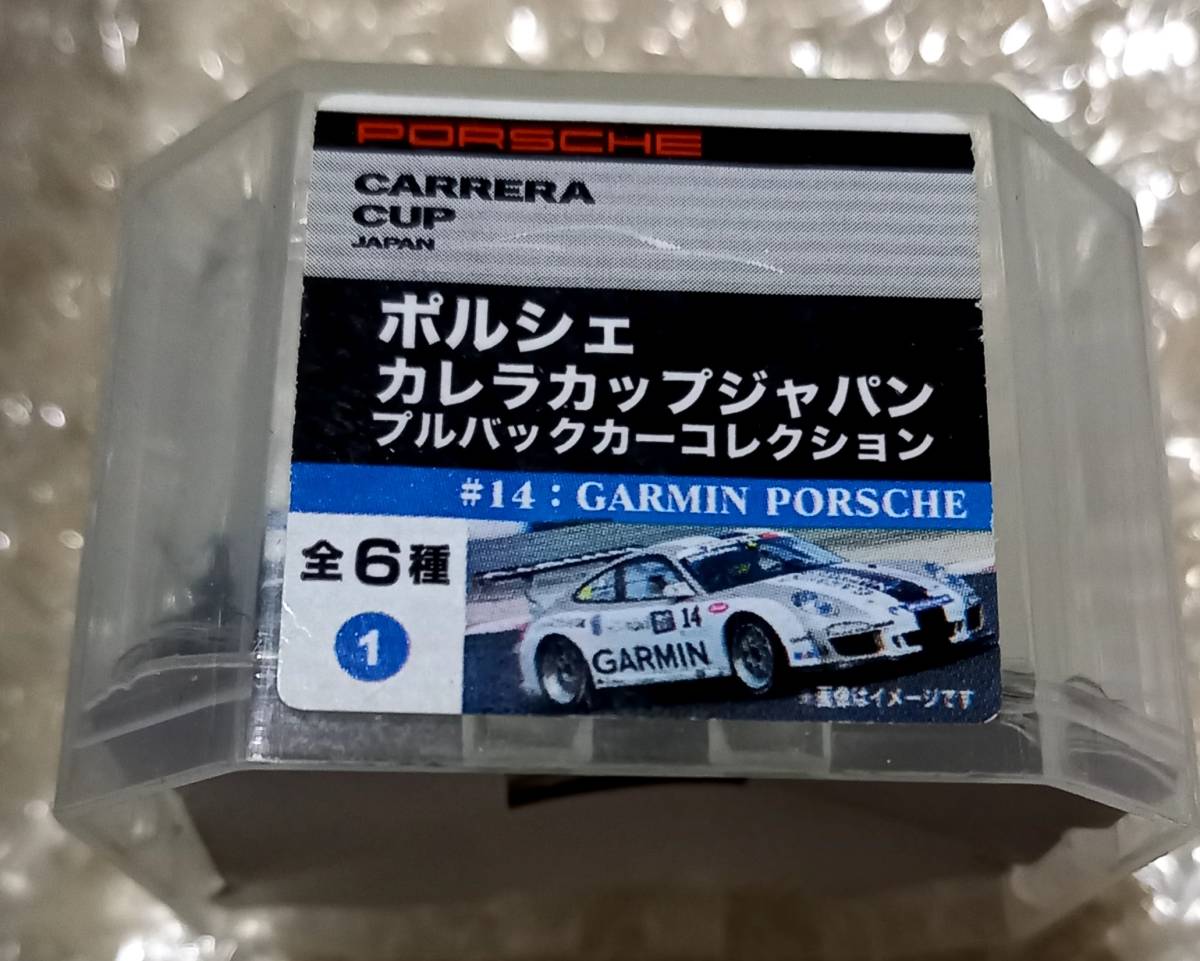 PORSCHE
CARRERA
CUP
JAPAN
ポルシェ
カレラカップジャパン
プルバックカーコレクション
#14：GARMIN PORSCHE
全6種
1
14
GARMIN
※画像はイメージです